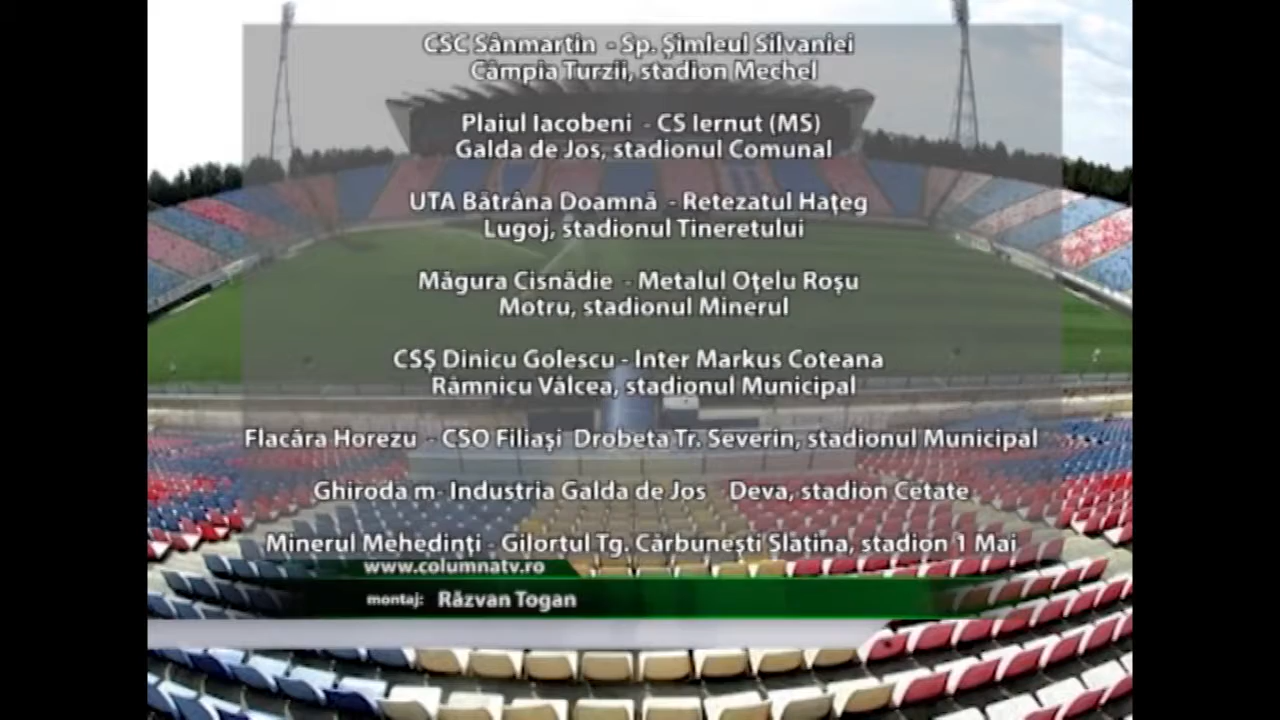 CSC Sânmartin - Sp. Şimleul Silvaniei
Câmpia Turzii, stadion Mechel
Plaiul Iacobeni - CS Iernut (MS)
Galda de Jos, stadionul Comunal
UTA Bătrâna Doamnă - Retezatul Haţeg
Lugoj, stadionul Tineretului
Măgura Cisnădie - Metalul Oţelu Roşu
Motru, stadionul Minerul
CSŞ Dinicu Golescu - Inter Markus Coteana
Râmnicu Vâlcea, stadionul Municipal
Flacăra Horezu - CSO Filiaşi Drobeta Tr. Severin, stadionul Municipal
Ghiroda m- Industria Galda de Jos Deva, stadion Cetate
Minerul Mehedinţi - Gilortul Tg. Cărbuneşti Slatina, stadion 1 Mai
www.columnatv.ro
montaj: Răzvan Togan